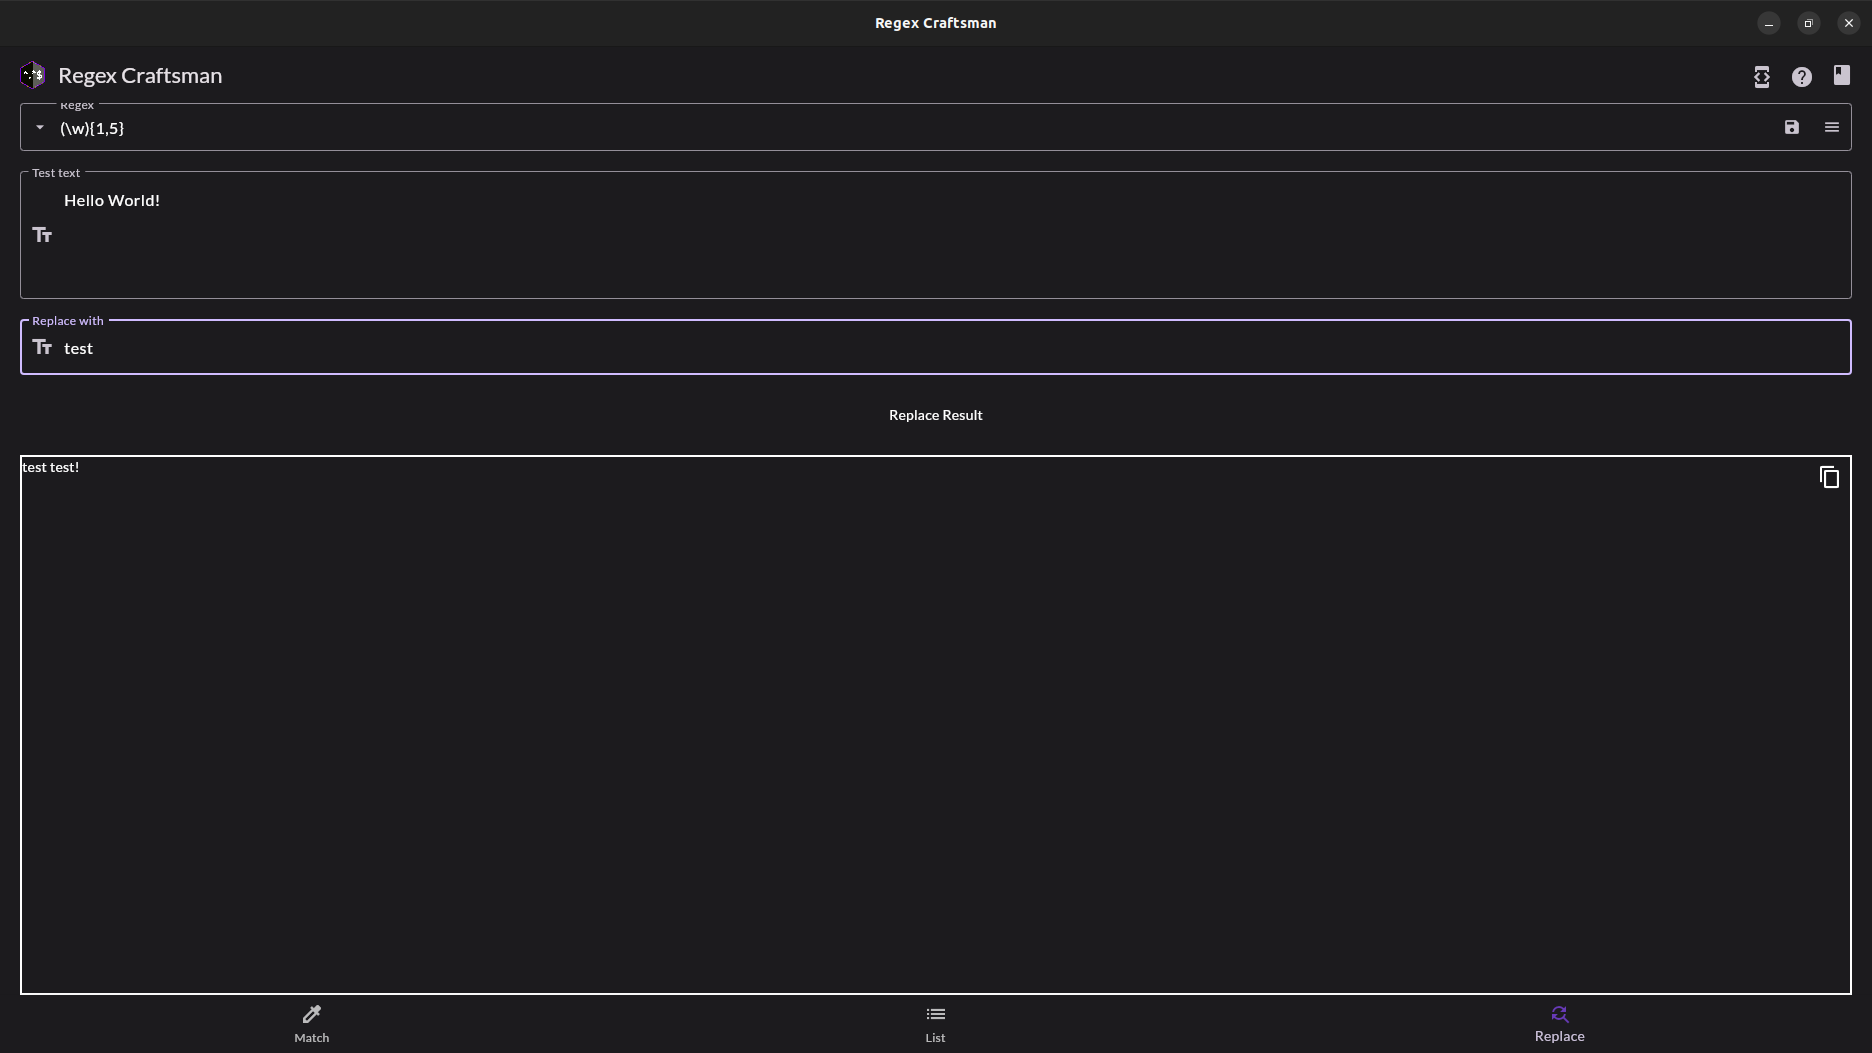 Regex Craftsman
Regex Craftsman
Regex
(\w){1,5}
Test text
Hello World!
Replace with
test
Replace Result
test test!
Match
List
Replace